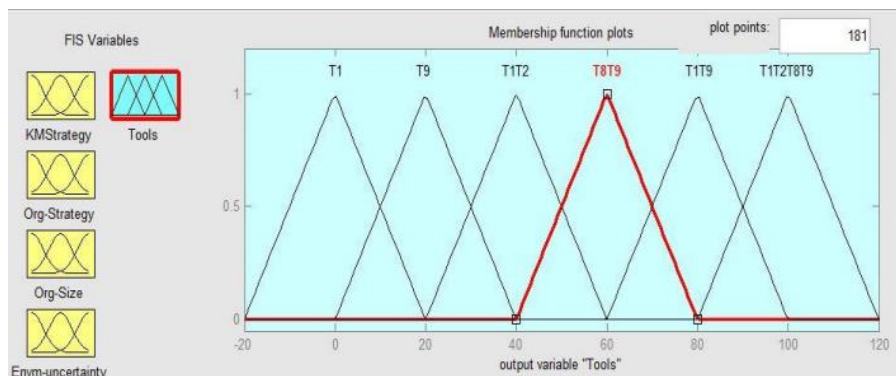 FIS Variables
KMStrategy
Tools
Org-Strategy
Org-Size
Envm-uncertainty
Membership function plots
plot points:
181
T1 T9 T1T2 T8T9 T1T9 T1T2T8T9
1
0.5
0
-20 0 20 40 60 80 100 120
output variable "Tools"